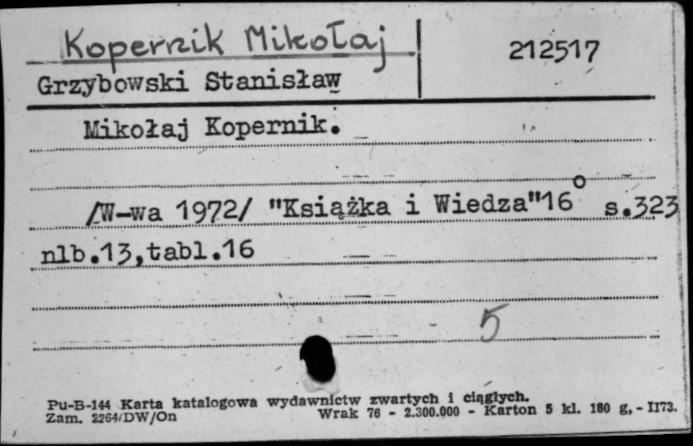 Kopernik Mikołaj
212517
Grzybowski Stanisław
Mikołaj Kopernik.
/W-wa 1972/ "Książka i Wiedza"16° s.323
nlb.13,tabl.16
5
Pu-B-144 Karta katalogowa wydawnictw zwartych i ciągłych.
Zam. 2264/DW/On Wrak 76 - 2.300.000 - Karton 5 kl. 180 g. - II73.